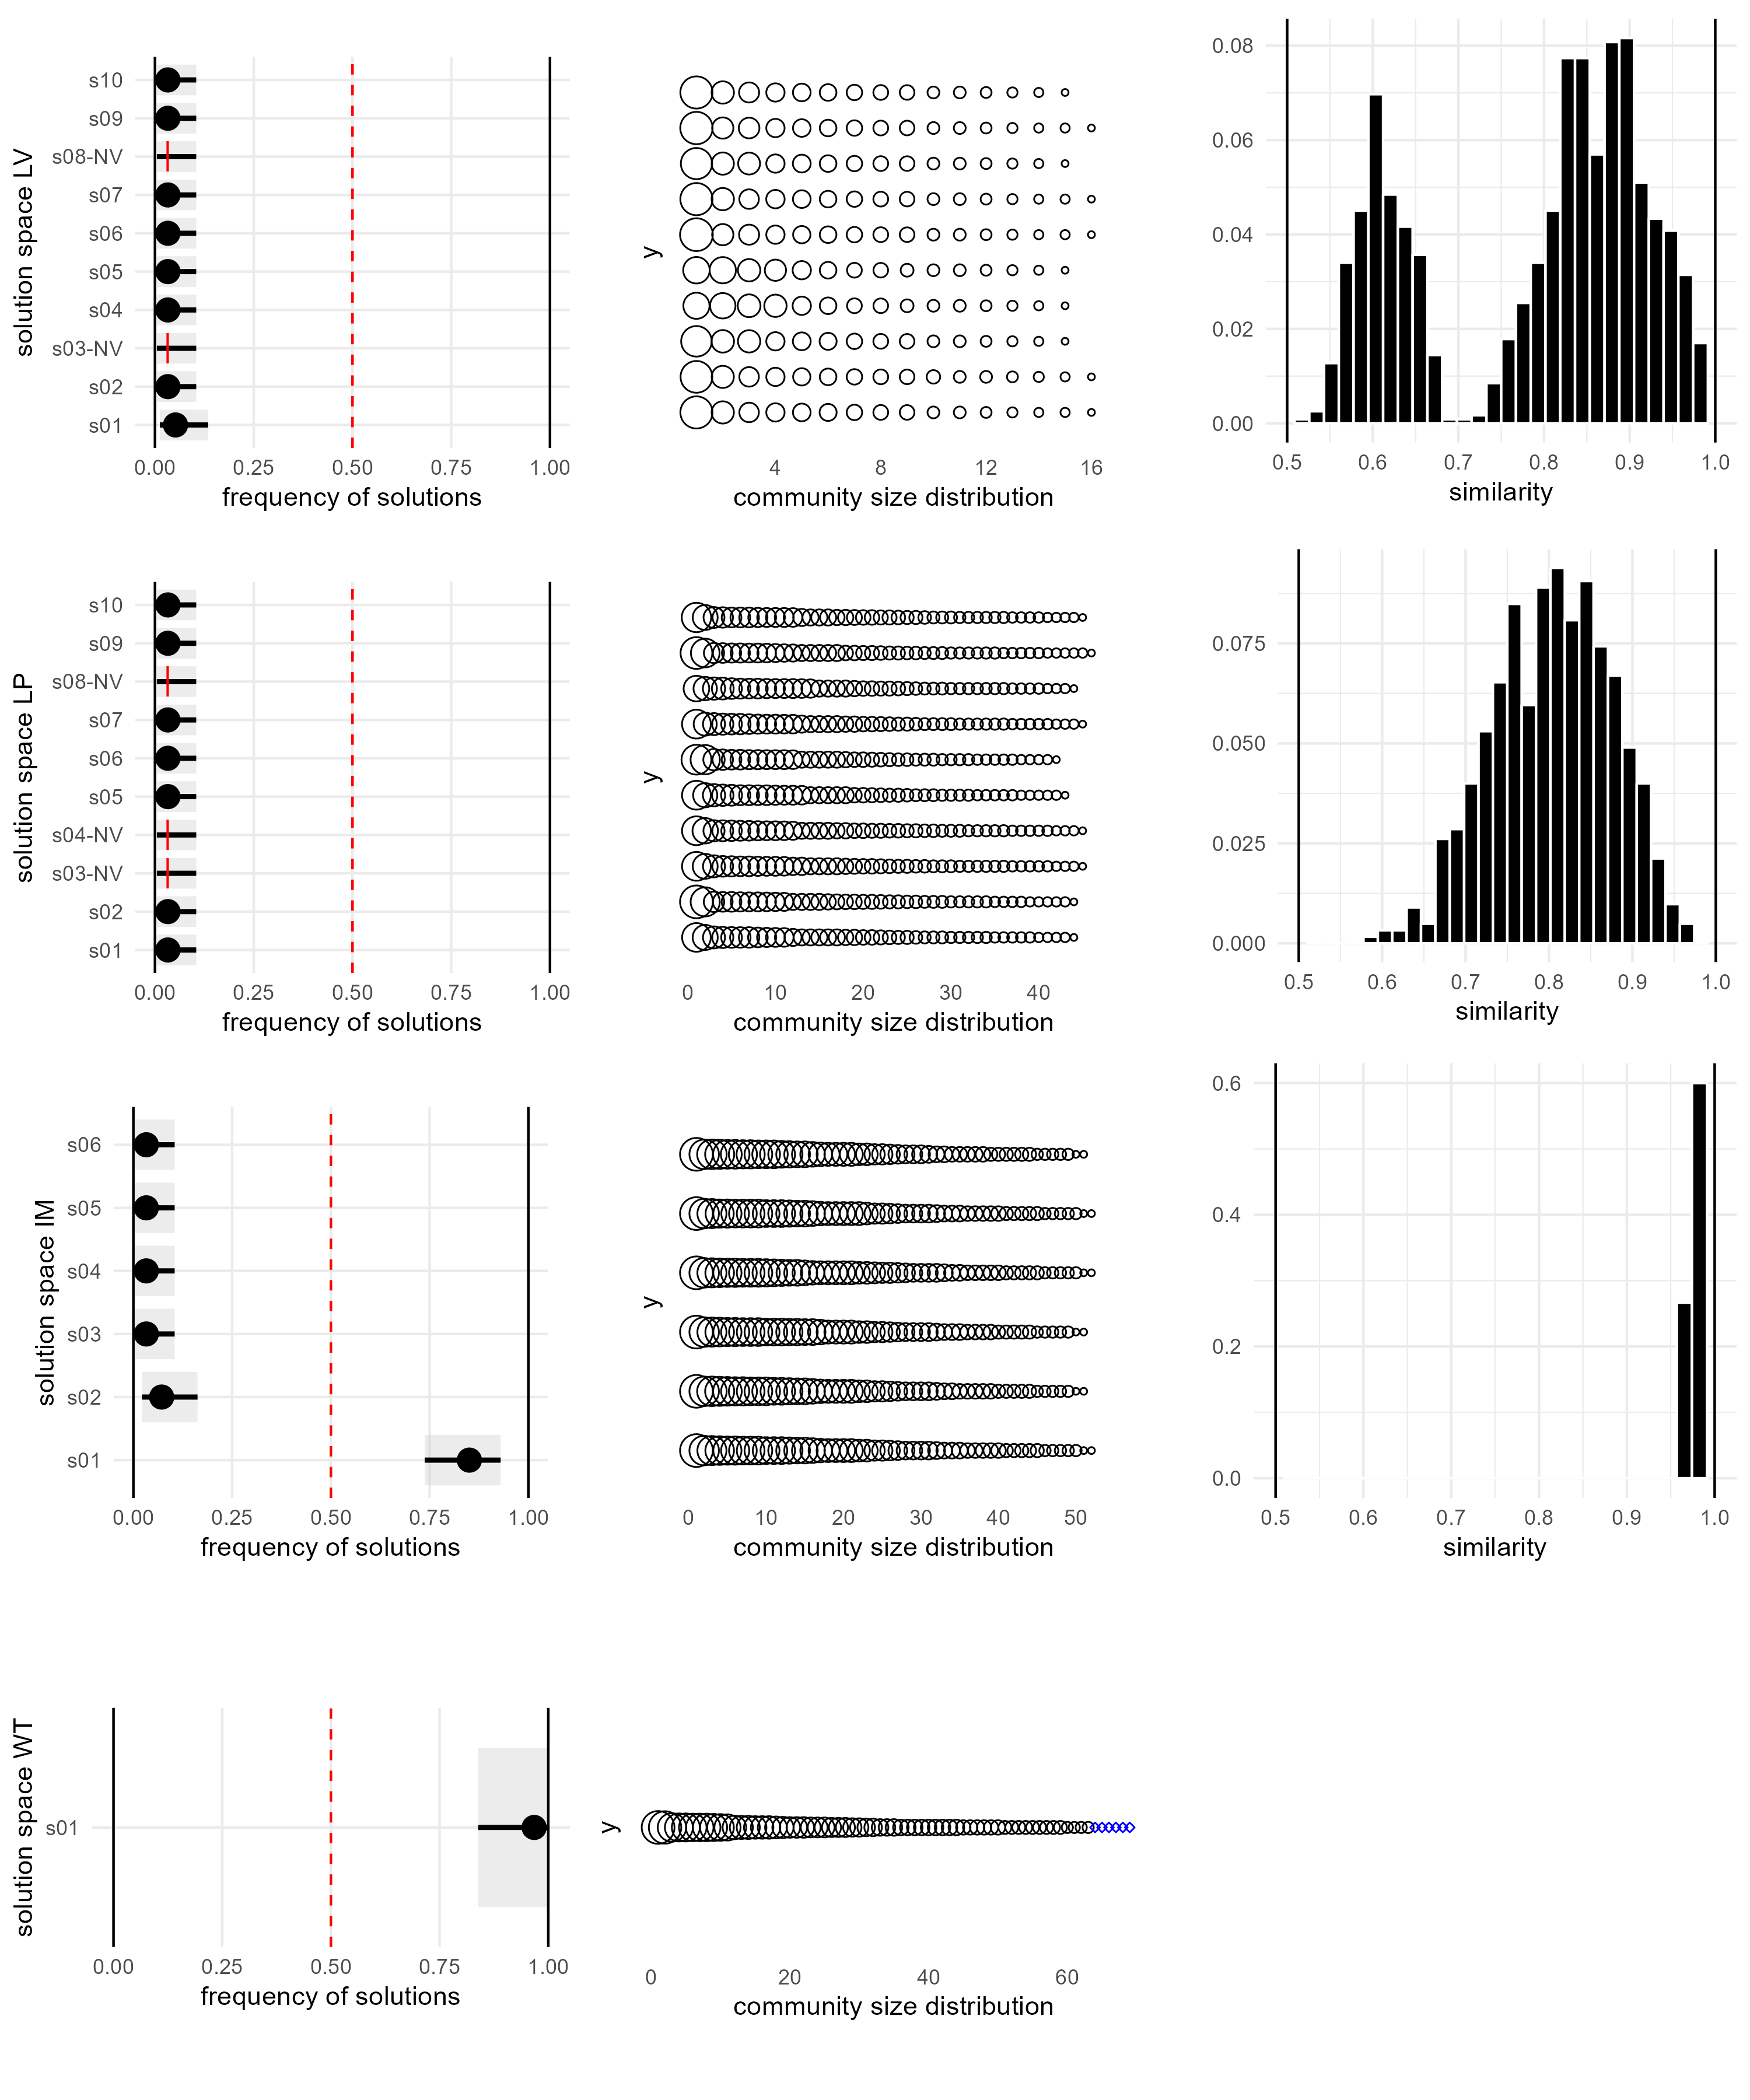 solution space LV
s10
s09
s08-NV
s07
s06
s05
s04
s03-NV
s02
s01
0.00 0.25 0.50 0.75 1.00
frequency of solutions
y
4 8 12 16
community size distribution
0.08
0.06
0.04
0.02
0.00
0.5 0.6 0.7 0.8 0.9 1.0
similarity
solution space LP
s10
s09
s08-NV
s07
s06
s05
s04-NV
s03-NV
s02
s01
0.00 0.25 0.50 0.75 1.00
frequency of solutions
y
0 10 20 30 40
community size distribution
0.075
0.050
0.025
0.000
0.5 0.6 0.7 0.8 0.9 1.0
similarity
solution space IM
s06
s05
s04
s03
s02
s01
0.00 0.25 0.50 0.75 1.00
frequency of solutions
y
0 10 20 30 40 50
community size distribution
0.6
0.4
0.2
0.0
0.5 0.6 0.7 0.8 0.9 1.0
similarity
solution space WT
s01
0.00 0.25 0.50 0.75 1.00
frequency of solutions
y
0 20 40 60
community size distribution